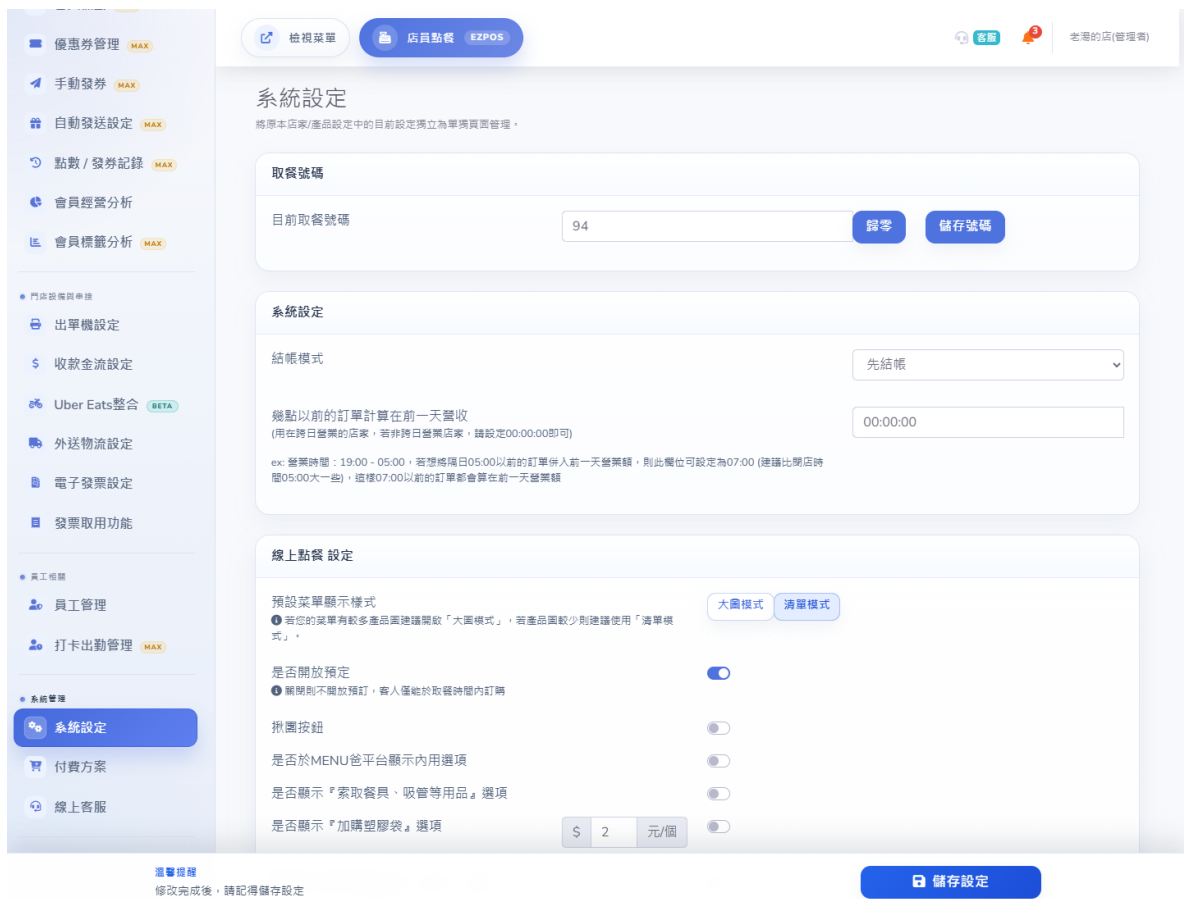 優惠券管理 MAX
手動發券 MAX
自動發送設定 MAX
點數 / 發券記錄 MAX
會員經營分析
會員標籤分析 MAX
門店設備與串接
出單機設定
收款金流設定
Uber Eats整合 BETA
外送物流設定
電子發票設定
發票取用功能
員工相關
員工管理
打卡出勤管理 MAX
系統管理
系統設定
付費方案
線上客服
檢視菜單
店員點餐 EZPOS
客服
3
老湯的店(管理者)
系統設定
將原本店家/產品設定中的目前設定獨立為單獨頁面管理。
取餐號碼
目前取餐號碼
94
歸零
儲存號碼
系統設定
結帳模式
先結帳
幾點以前的訂單計算在前一天營收
00:00:00
(用在跨日營業的店家，若非跨日營業店家，請設定00:00:00即可)
ex: 營業時間：19:00 - 05:00，若想將隔日05:00以前的訂單併入前一天營業額，則此欄位可設定為07:00 (建議比閉店時
間05:00大一些)，這樣07:00以前的訂單都會算在前一天營業額
線上點餐 設定
預設菜單顯示樣式
大圖模式
清單模式
若您的菜單有較多產品圖建議開啟「大圖模式」，若產品圖較少則建議使用「清單模
式」。
是否開放預定
關閉則不開放預訂，客人僅能於取餐時間內訂購
揪團按鈕
是否於MENU爸平台顯示內用選項
是否顯示『索取餐具、吸管等用品』選項
是否顯示『加購塑膠袋』選項
$ 2 元/個
溫馨提醒
修改完成後，請記得儲存設定
儲存設定